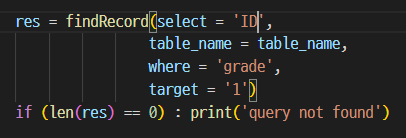 res = findRecord(select = 'ID',
table_name = table_name,
where = 'grade',
target = '1')
if (len(res) == 0) : print('query not found')